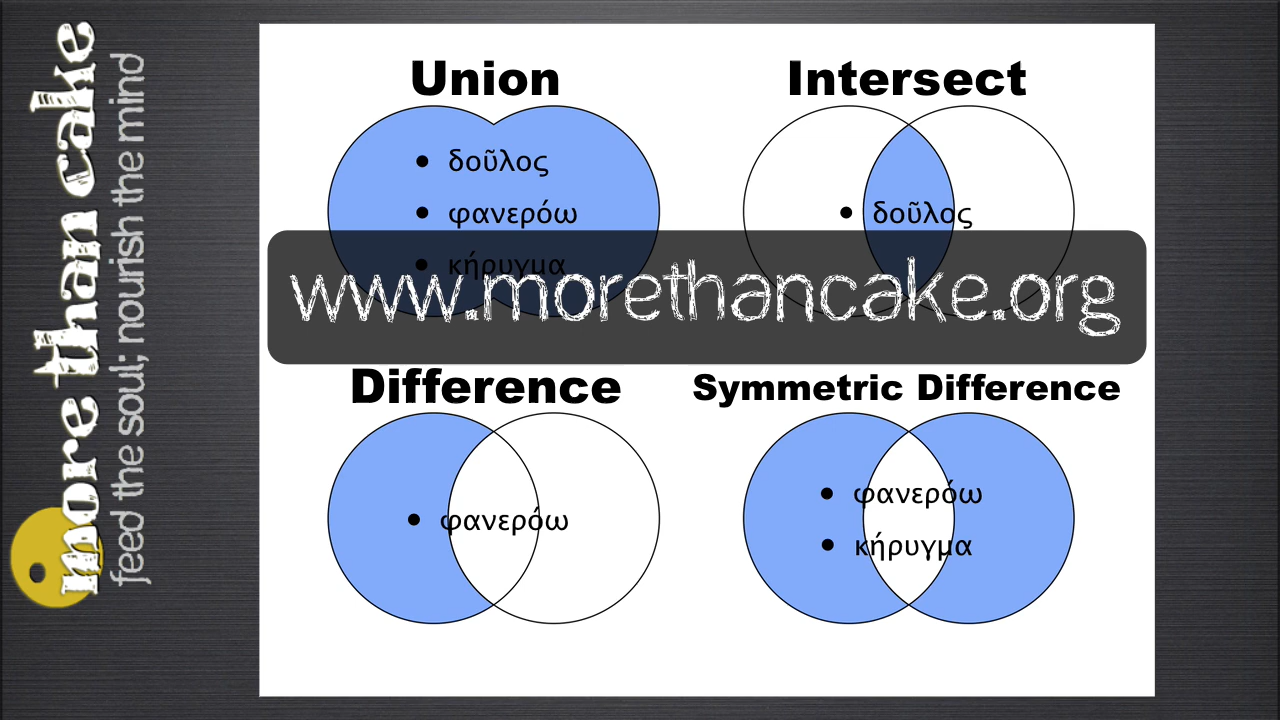 more than cake
feed the soul; nourish the mind
Union
• δοῦλος
• φανερόω
• κήρυγμα
Intersect
• δοῦλος
www.morethancake.org
Difference
• φανερόω
Symmetric Difference
• φανερόω
• κήρυγμα